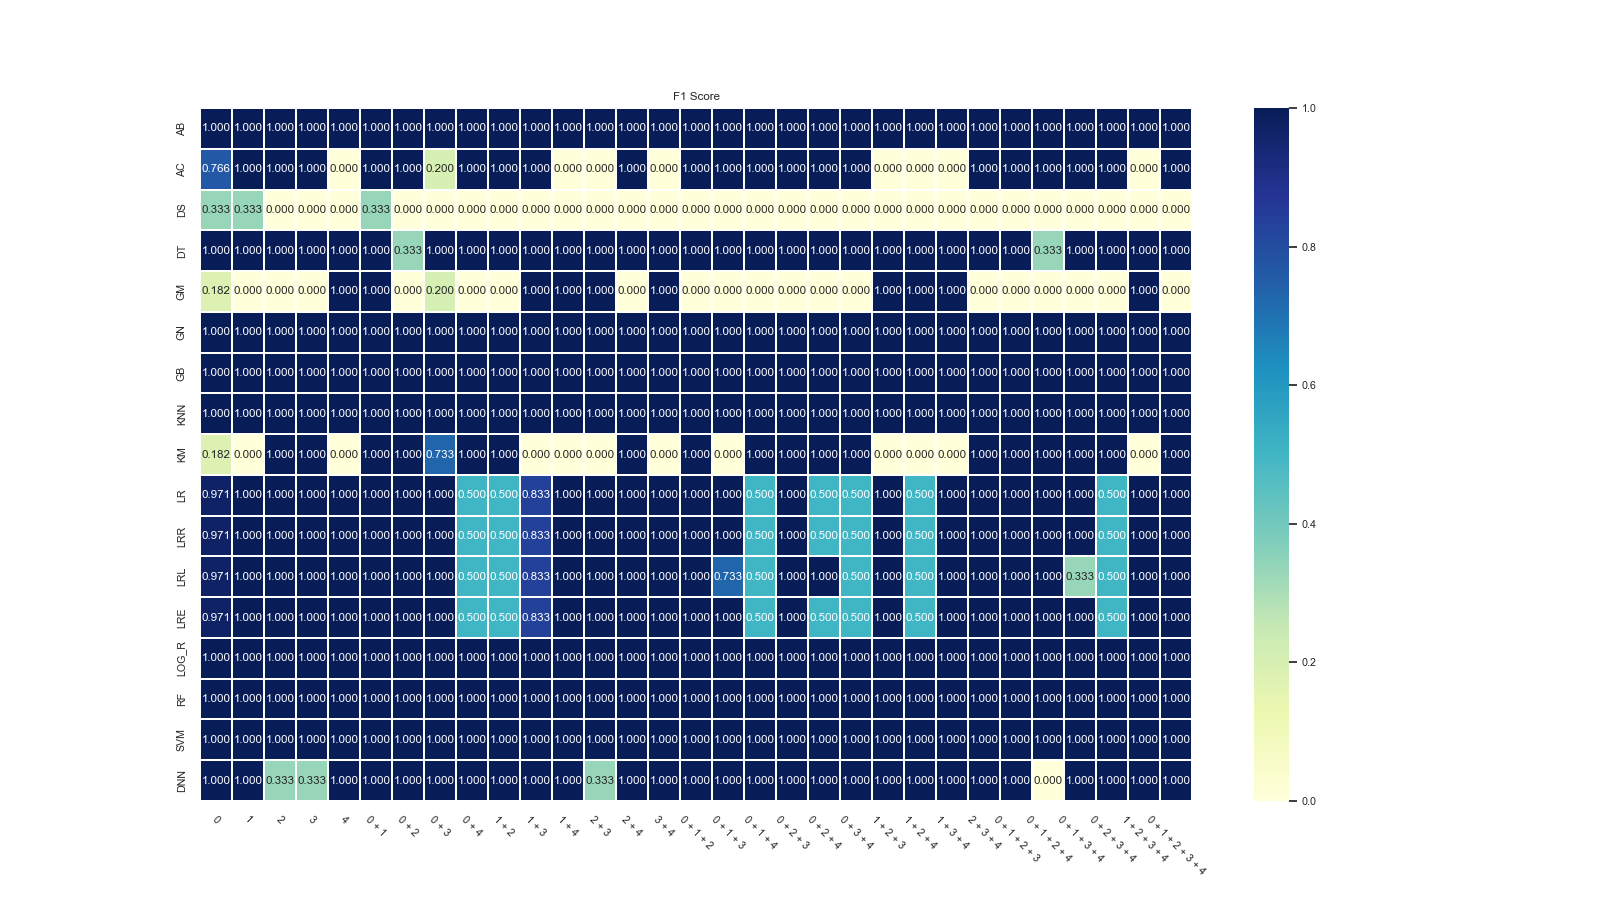 F1 Score
AB 1.000 1.000 1.000 1.000 1.000 1.000 1.000 1.000 1.000 1.000 1.000 1.000 1.000 1.000 1.000 1.000 1.000 1.000 1.000 1.000 1.000 1.000 1.000 1.000 1.000 1.000 1.000 1.000 1.000 1.000 1.000
AC 0.766 1.000 1.000 1.000 0.000 1.000 1.000 0.200 1.000 1.000 1.000 0.000 0.000 1.000 0.000 1.000 1.000 1.000 1.000 1.000 1.000 0.000 0.000 0.000 1.000 1.000 1.000 1.000 1.000 0.000 1.000
DS 0.333 0.333 0.000 0.000 0.000 0.333 0.000 0.000 0.000 0.000 0.000 0.000 0.000 0.000 0.000 0.000 0.000 0.000 0.000 0.000 0.000 0.000 0.000 0.000 0.000 0.000 0.000 0.000 0.000 0.000 0.000
DT 1.000 1.000 1.000 1.000 1.000 1.000 0.333 1.000 1.000 1.000 1.000 1.000 1.000 1.000 1.000 1.000 1.000 1.000 1.000 1.000 1.000 1.000 1.000 1.000 1.000 1.000 0.333 1.000 1.000 1.000 1.000
GM 0.182 0.000 0.000 0.000 1.000 1.000 0.000 0.200 0.000 0.000 1.000 1.000 1.000 0.000 1.000 0.000 0.000 0.000 0.000 0.000 0.000 1.000 1.000 1.000 0.000 0.000 0.000 0.000 0.000 1.000 0.000
GN 1.000 1.000 1.000 1.000 1.000 1.000 1.000 1.000 1.000 1.000 1.000 1.000 1.000 1.000 1.000 1.000 1.000 1.000 1.000 1.000 1.000 1.000 1.000 1.000 1.000 1.000 1.000 1.000 1.000 1.000 1.000
GB 1.000 1.000 1.000 1.000 1.000 1.000 1.000 1.000 1.000 1.000 1.000 1.000 1.000 1.000 1.000 1.000 1.000 1.000 1.000 1.000 1.000 1.000 1.000 1.000 1.000 1.000 1.000 1.000 1.000 1.000 1.000
KNN 1.000 1.000 1.000 1.000 1.000 1.000 1.000 1.000 1.000 1.000 1.000 1.000 1.000 1.000 1.000 1.000 1.000 1.000 1.000 1.000 1.000 1.000 1.000 1.000 1.000 1.000 1.000 1.000 1.000 1.000 1.000
KM 0.182 0.000 1.000 1.000 0.000 1.000 1.000 0.733 1.000 1.000 0.000 0.000 0.000 1.000 0.000 1.000 0.000 1.000 1.000 1.000 1.000 0.000 0.000 0.000 1.000 1.000 1.000 1.000 1.000 0.000 1.000
LR 0.971 1.000 1.000 1.000 1.000 1.000 1.000 1.000 0.500 0.500 0.833 1.000 1.000 1.000 1.000 1.000 1.000 0.500 1.000 0.500 0.500 1.000 0.500 1.000 1.000 1.000 1.000 1.000 0.500 1.000 1.000
LRR 0.971 1.000 1.000 1.000 1.000 1.000 1.000 1.000 0.500 0.500 0.833 1.000 1.000 1.000 1.000 1.000 1.000 0.500 1.000 0.500 0.500 1.000 0.500 1.000 1.000 1.000 1.000 1.000 0.500 1.000 1.000
LRL 0.971 1.000 1.000 1.000 1.000 1.000 1.000 1.000 0.500 0.500 0.833 1.000 1.000 1.000 1.000 1.000 0.733 0.500 1.000 1.000 0.500 1.000 0.500 1.000 1.000 1.000 1.000 0.333 0.500 1.000 1.000
LRE 0.971 1.000 1.000 1.000 1.000 1.000 1.000 1.000 0.500 0.500 0.833 1.000 1.000 1.000 1.000 1.000 1.000 0.500 1.000 0.500 0.500 1.000 0.500 1.000 1.000 1.000 1.000 1.000 0.500 1.000 1.000
LOG_R 1.000 1.000 1.000 1.000 1.000 1.000 1.000 1.000 1.000 1.000 1.000 1.000 1.000 1.000 1.000 1.000 1.000 1.000 1.000 1.000 1.000 1.000 1.000 1.000 1.000 1.000 1.000 1.000 1.000 1.000 1.000
RF 1.000 1.000 1.000 1.000 1.000 1.000 1.000 1.000 1.000 1.000 1.000 1.000 1.000 1.000 1.000 1.000 1.000 1.000 1.000 1.000 1.000 1.000 1.000 1.000 1.000 1.000 1.000 1.000 1.000 1.000 1.000
SVM 1.000 1.000 1.000 1.000 1.000 1.000 1.000 1.000 1.000 1.000 1.000 1.000 1.000 1.000 1.000 1.000 1.000 1.000 1.000 1.000 1.000 1.000 1.000 1.000 1.000 1.000 1.000 1.000 1.000 1.000 1.000
DNN 1.000 1.000 0.333 0.333 1.000 1.000 1.000 1.000 1.000 1.000 1.000 1.000 0.333 1.000 1.000 1.000 1.000 1.000 1.000 1.000 1.000 1.000 1.000 1.000 1.000 1.000 0.000 1.000 1.000 1.000 1.000
0
1
2
3
4
0 + 1
0 + 2
0 + 3
0 + 4
1 + 2
1 + 3
1 + 4
2 + 3
2 + 4
3 + 4
0 + 1 + 2
0 + 1 + 3
0 + 1 + 4
0 + 2 + 3
0 + 2 + 4
0 + 3 + 4
1 + 2 + 3
1 + 2 + 4
1 + 3 + 4
2 + 3 + 4
0 + 1 + 2 + 3
0 + 1 + 2 + 4
0 + 1 + 3 + 4
0 + 2 + 3 + 4
1 + 2 + 3 + 4
0 + 1 + 2 + 3 + 4
1.0
0.8
0.6
0.4
0.2
0.0